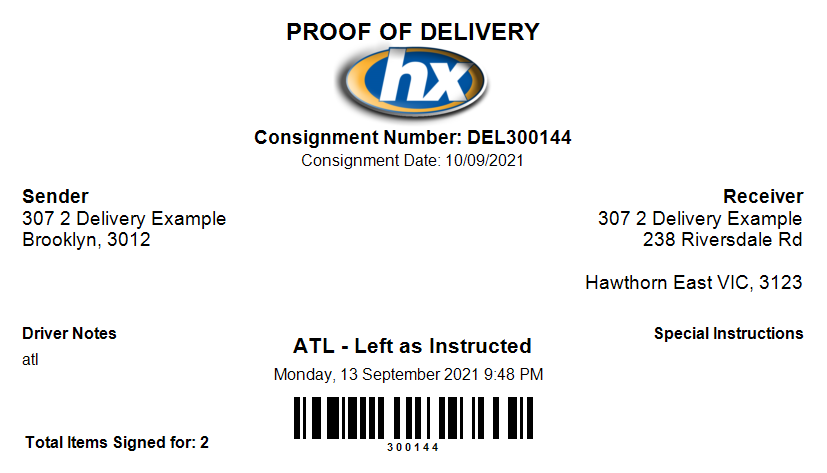 PROOF OF DELIVERY
hx
Consignment Number: DEL300144
Consignment Date: 10/09/2021
Sender
307 2 Delivery Example
Brooklyn, 3012
Receiver
307 2 Delivery Example
238 Riversdale Rd
Hawthorn East VIC, 3123
Driver Notes
atl
ATL - Left as Instructed
Monday, 13 September 2021 9:48 PM
Special Instructions
300144
Total Items Signed for: 2